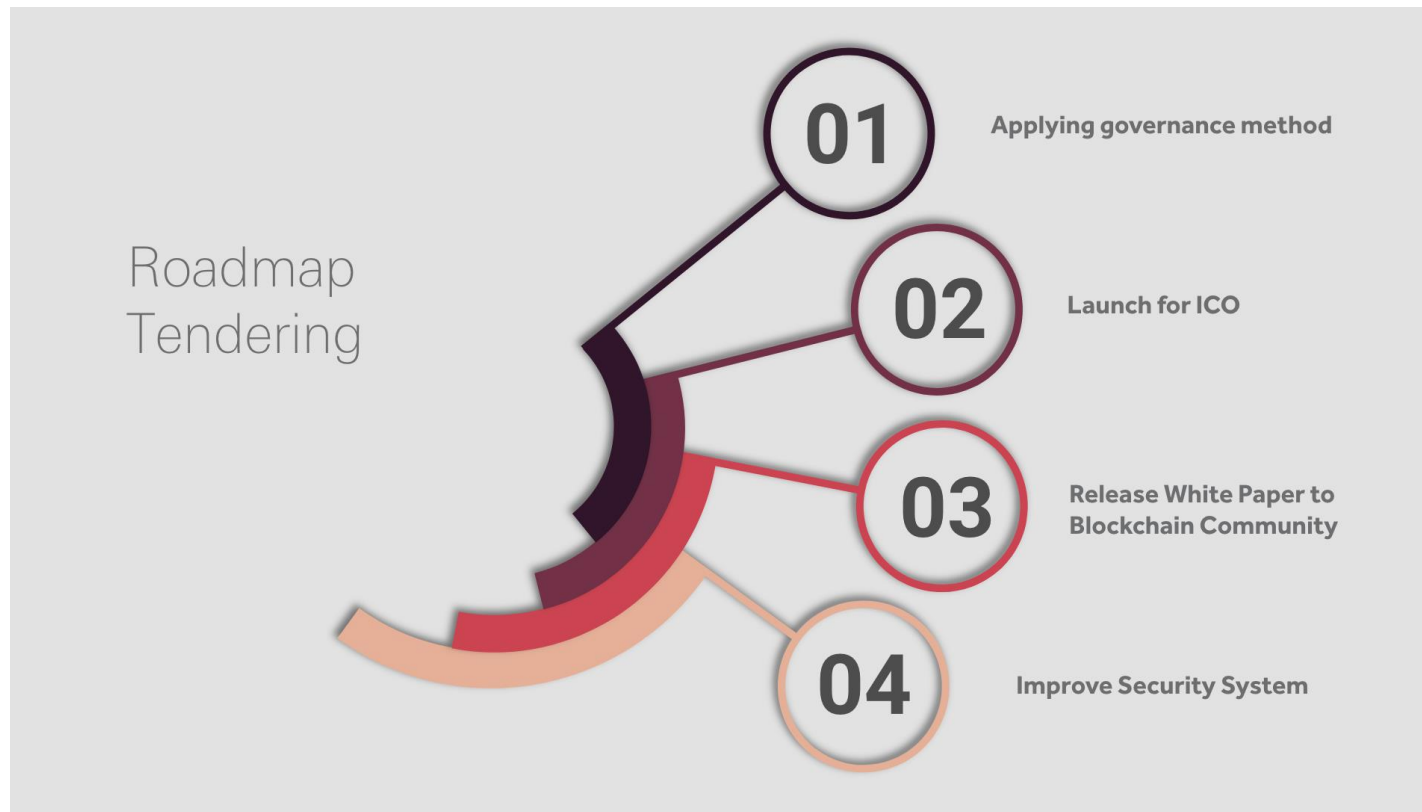 Roadmap
Tendering
01
Applying governance method
02
Launch for ICO
03
Release White Paper to
Blockchain Community
04
Improve Security System